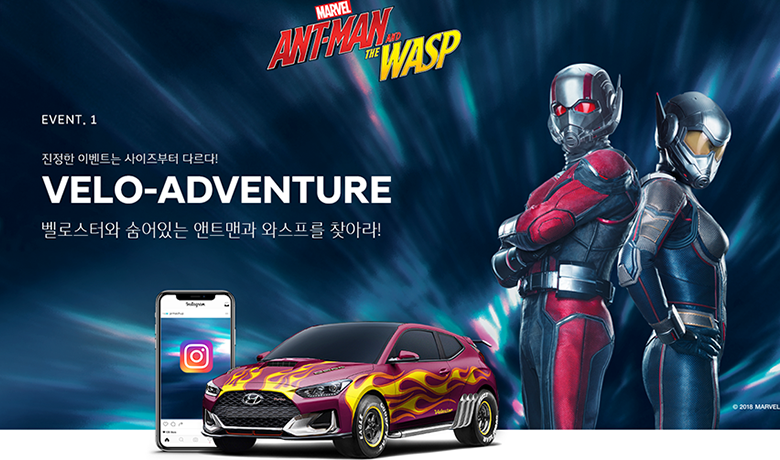 MARVEL
ANT-MAN
AND THE
WASP
EVENT. 1
진정한 이벤트는 사이즈부터 다르다!
VELO-ADVENTURE
벨로스터와 숨어있는 앤트맨과 와스프를 찾아라!
Instagram
© 2018 MARVEL